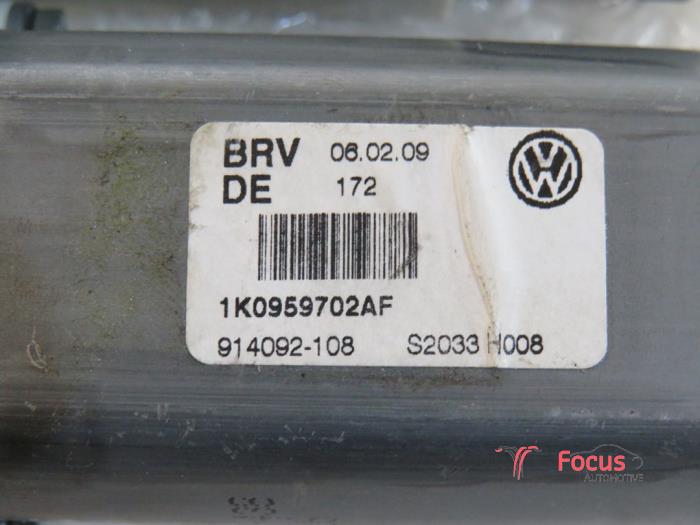 BRV 06.02.09
DE 172
1K0959702AF
914092-108 S2033 H008
Focus
AUTOMOTIVE